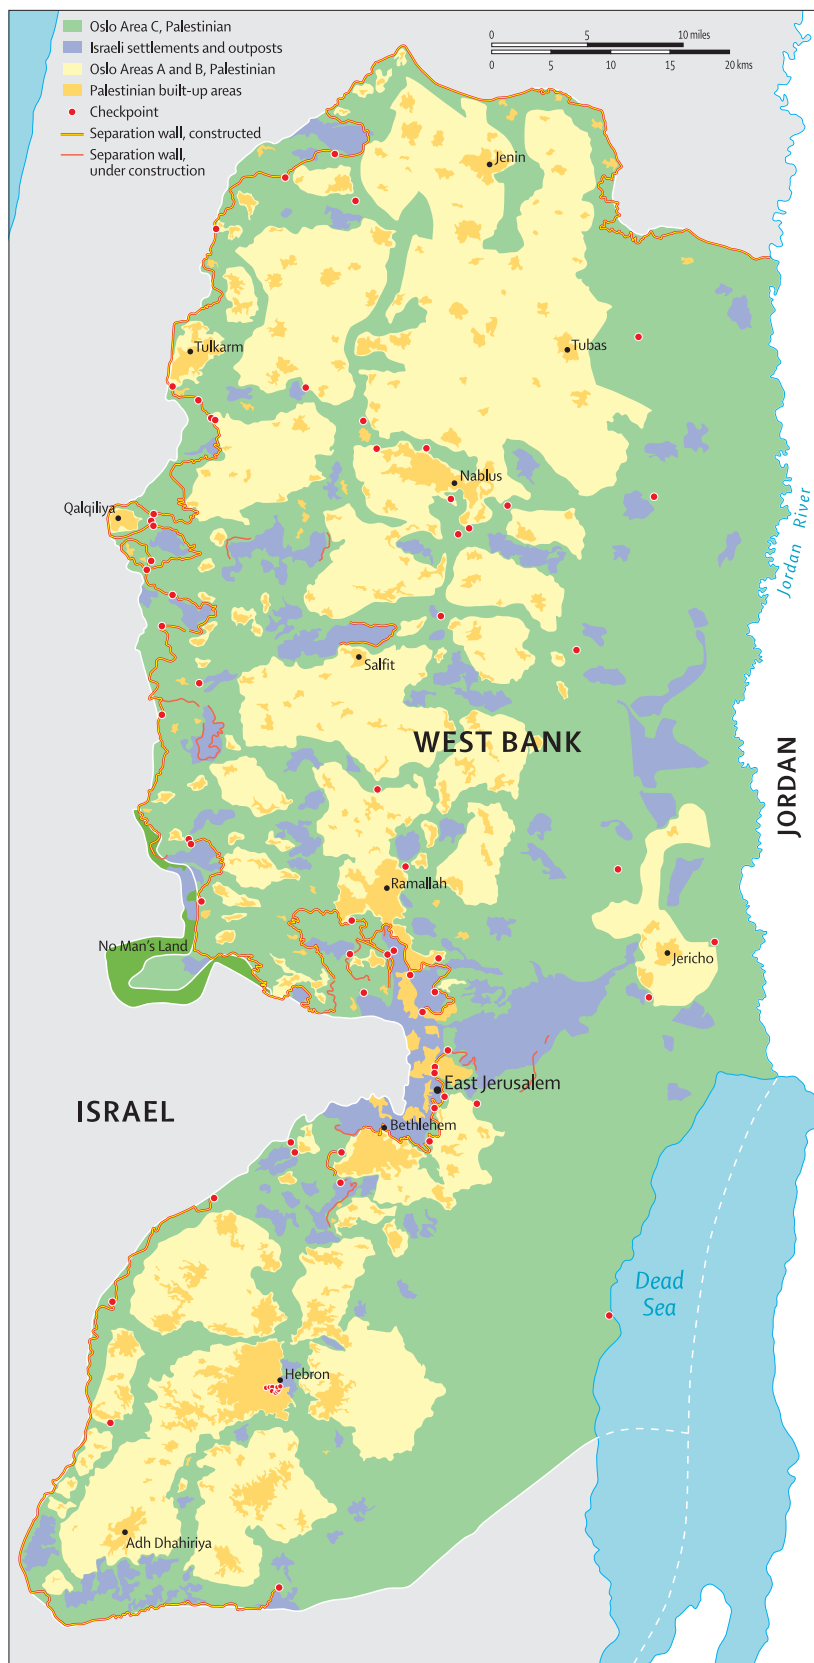 Oslo Area C, Palestinian
Israeli settlements and outposts
Oslo Areas A and B, Palestinian
Palestinian built-up areas
Checkpoint
Separation wall, constructed
Separation wall,
under construction
0 5 10 miles
0 5 10 15 20 kms
Jenin
Tulkarm
Tubas
Nablus
Qalqiliya
Jordan River
Salfit
WEST BANK
JORDAN
Ramallah
No Man's Land
Jericho
East Jerusalem
ISRAEL
Bethlehem
Dead
Sea
Hebron
Adh Dhahiriya